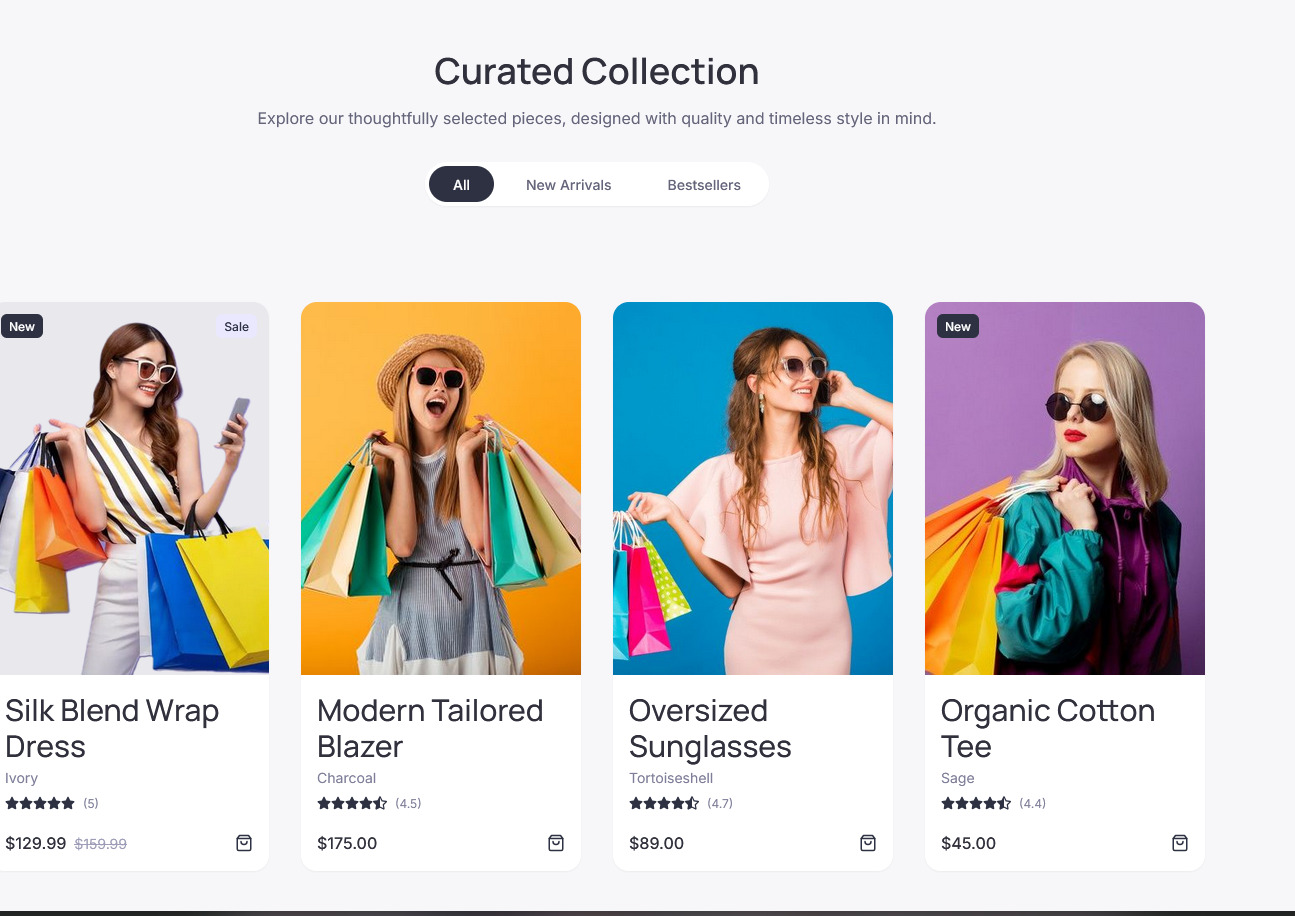 Curated Collection
Explore our thoughtfully selected pieces, designed with quality and timeless style in mind.
All New Arrivals Bestsellers
New
Sale
New
Silk Blend Wrap
Dress
Ivory
(5)
$129.99 $159.99
Modern Tailored
Blazer
Charcoal
(4.5)
$175.00
Oversized
Sunglasses
Tortoiseshell
(4.7)
$89.00
Organic Cotton
Tee
Sage
(4.4)
$45.00